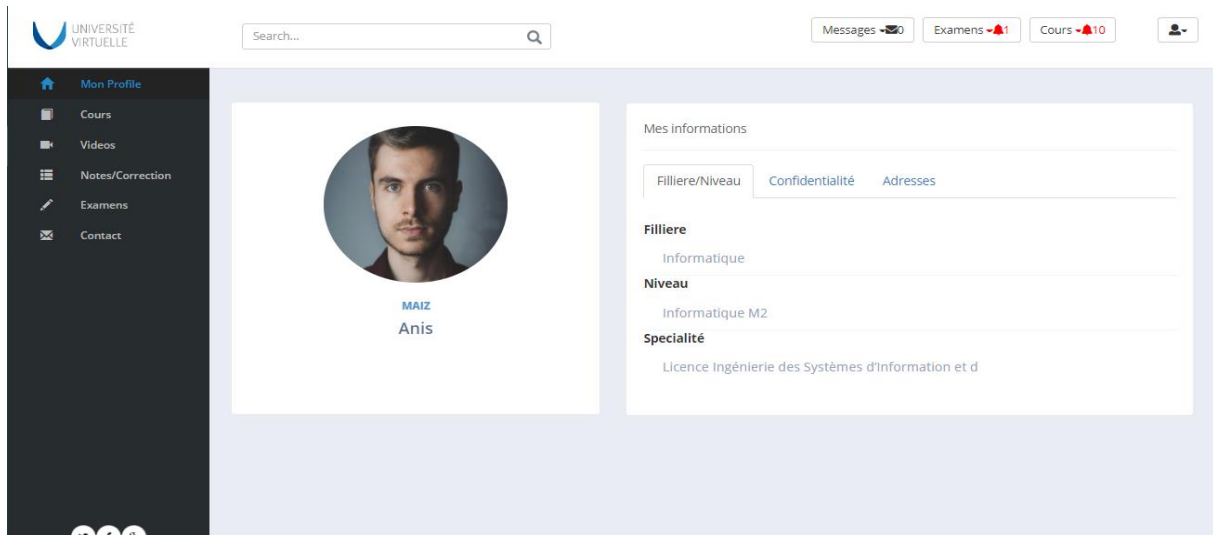 UNIVERSITÉ
VIRTUELLE
Search...
Messages 0
Examens 1
Cours 10
Mon Profile
Cours
Videos
Notes/Correction
Examens
Contact
MAIZ
Anis
Mes informations
Filliere/Niveau Confidentialité Adresses
Filliere
Informatique
Niveau
Informatique M2
Specialité
Licence Ingénierie des Systèmes d'Information et d